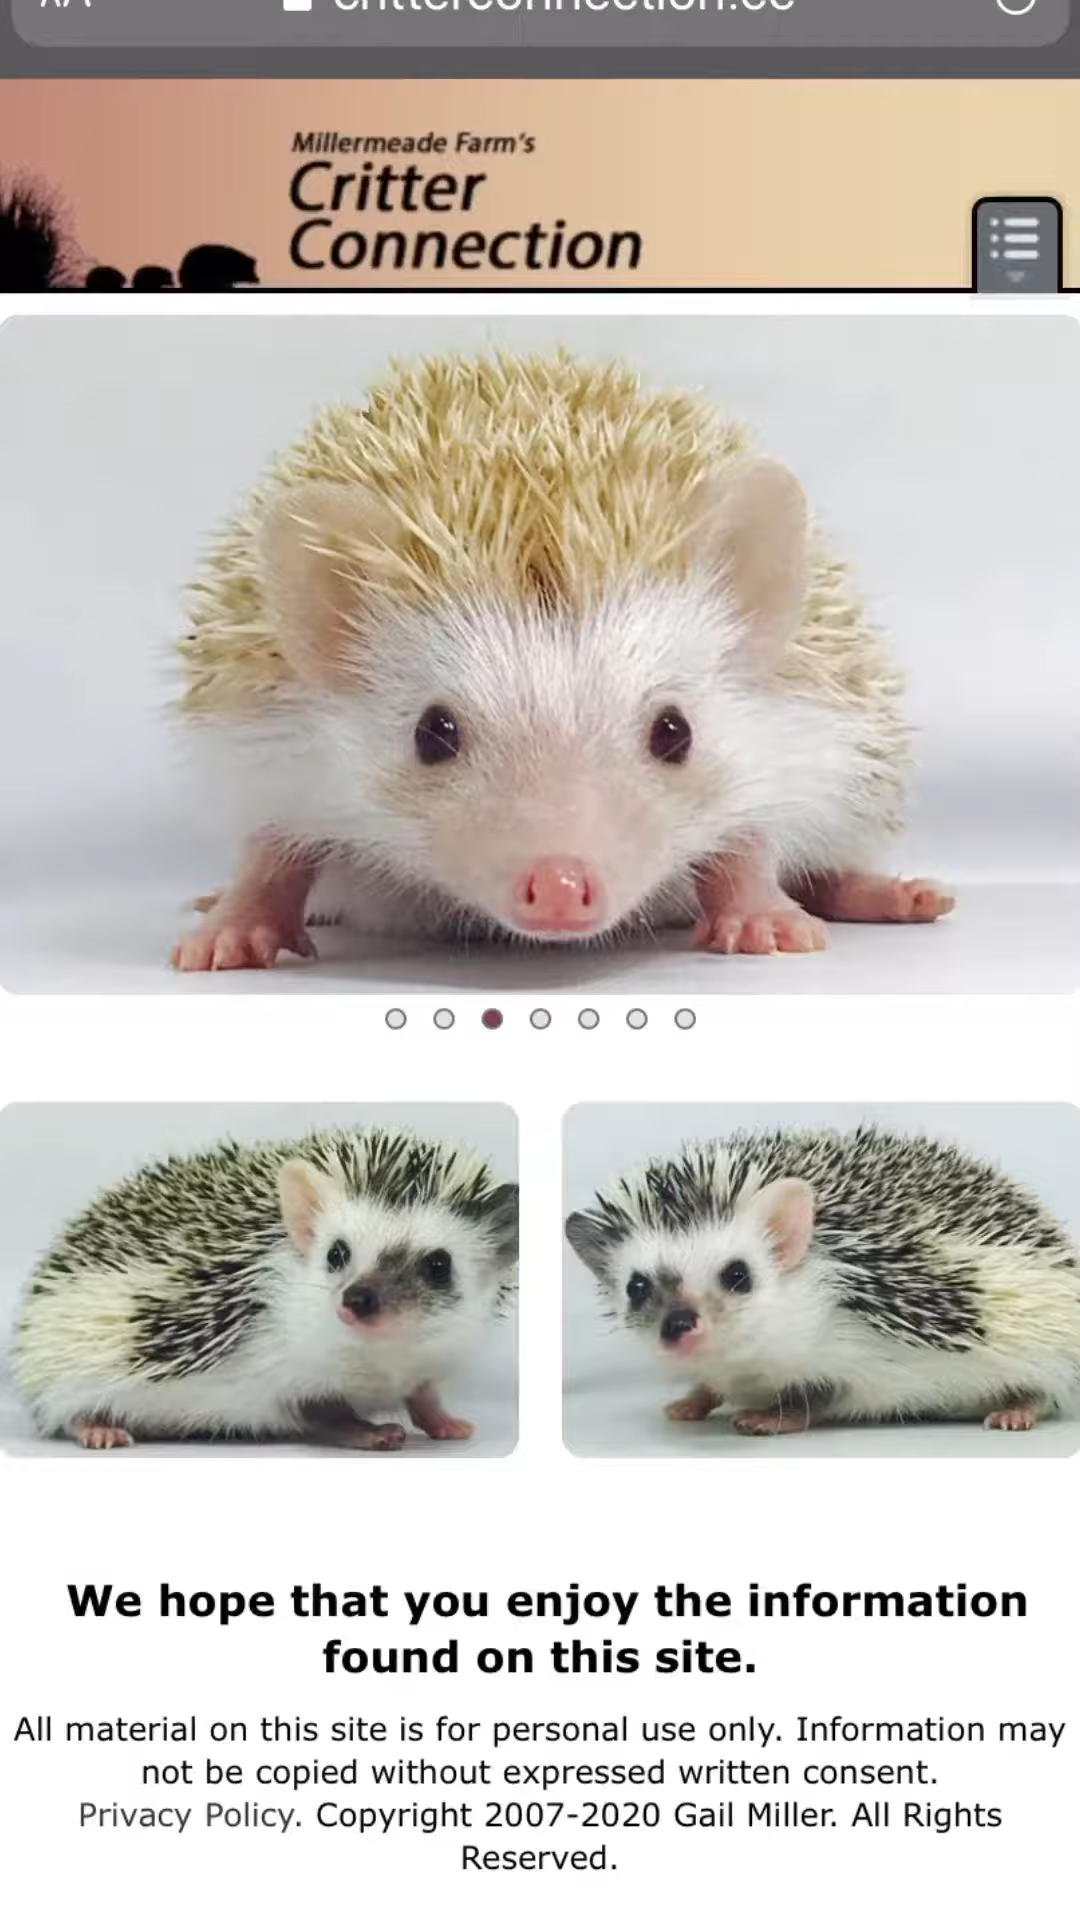 Millermeade Farm's
Critter
Connection
We hope that you enjoy the information
found on this site.
All material on this site is for personal use only. Information may
not be copied without expressed written consent.
Privacy Policy. Copyright 2007-2020 Gail Miller. All Rights
Reserved.